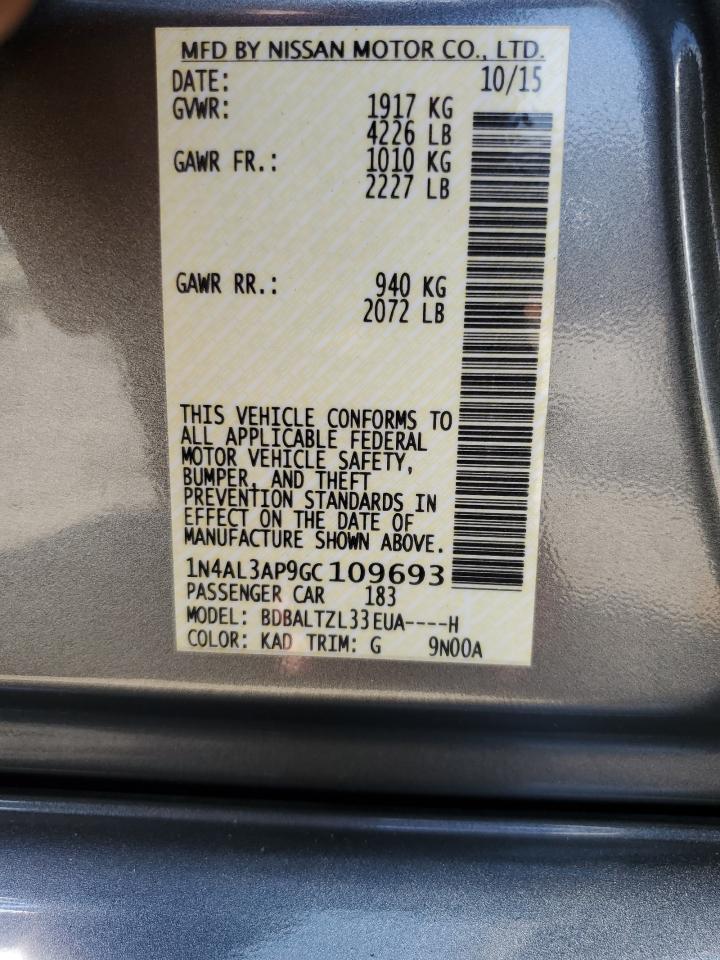 MFD BY NISSAN MOTOR CO., LTD.
DATE: 10/15
GVWR: 1917 KG
4226 LB
GAWR FR.: 1010 KG
2227 LB
GAWR RR.: 940 KG
2072 LB
THIS VEHICLE CONFORMS TO
ALL APPLICABLE FEDERAL
MOTOR VEHICLE SAFETY,
BUMPER, AND THEFT
PREVENTION STANDARDS IN
EFFECT ON THE DATE OF
MANUFACTURE SHOWN ABOVE.
1N4AL3AP9GC109693
PASSENGER CAR 183
MODEL: BDBALTZL33EUA----H
COLOR: KAD TRIM: G 9N00A